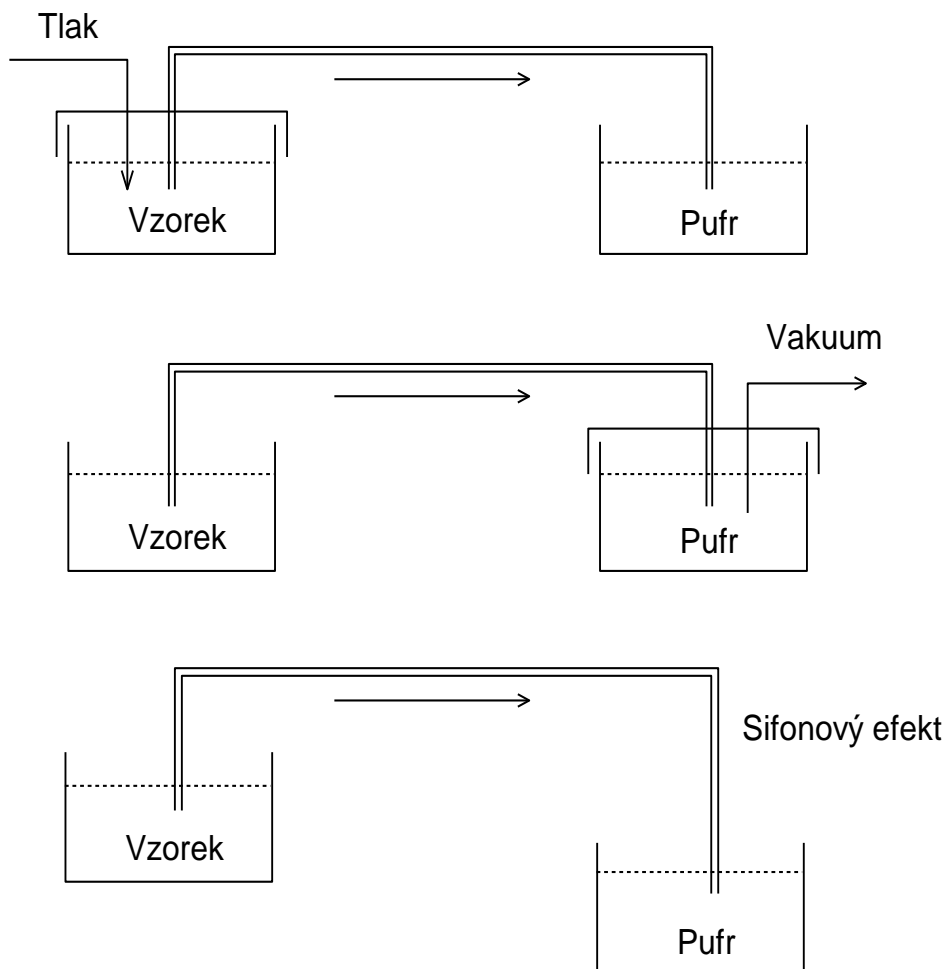 Tlak
Vzorek
Pufr
Vakuum
Vzorek
Pufr
Sifonový efekt
Vzorek
Pufr